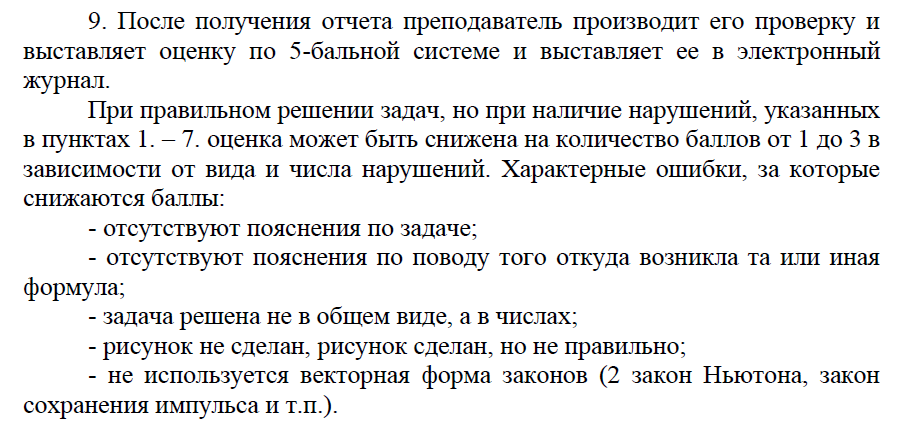 9. После получения отчета преподаватель производит его проверку и
выставляет оценку по 5-бальной системе и выставляет ее в электронный
журнал.
При правильном решении задач, но при наличие нарушений, указанных
в пунктах 1. – 7. оценка может быть снижена на количество баллов от 1 до 3 в
зависимости от вида и числа нарушений. Характерные ошибки, за которые
снижаются баллы:
- отсутствуют пояснения по задаче;
- отсутствуют пояснения по поводу того откуда возникла та или иная
формула;
- задача решена не в общем виде, а в числах;
- рисунок не сделан, рисунок сделан, но не правильно;
- не используется векторная форма законов (2 закон Ньютона, закон
сохранения импульса и т.п.).